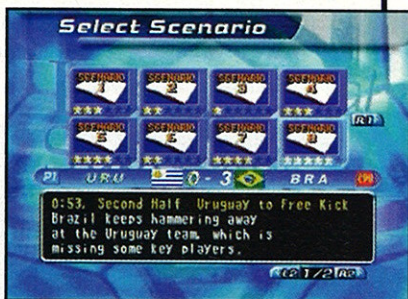 Select Scenario
SCENARIO 1 SCENARIO 2 SCENARIO 3 SCENARIO 4
R1
SCENARIO 5 SCENARIO 6 SCENARIO 7 SCENARIO 8
P1 URU 0 - 3 BRA
0:53, Second Half Uruguay to Free Kick
Brazil keeps hammering away
at the Uruguay team, which is
missing some key players.
L2 1/2 R2